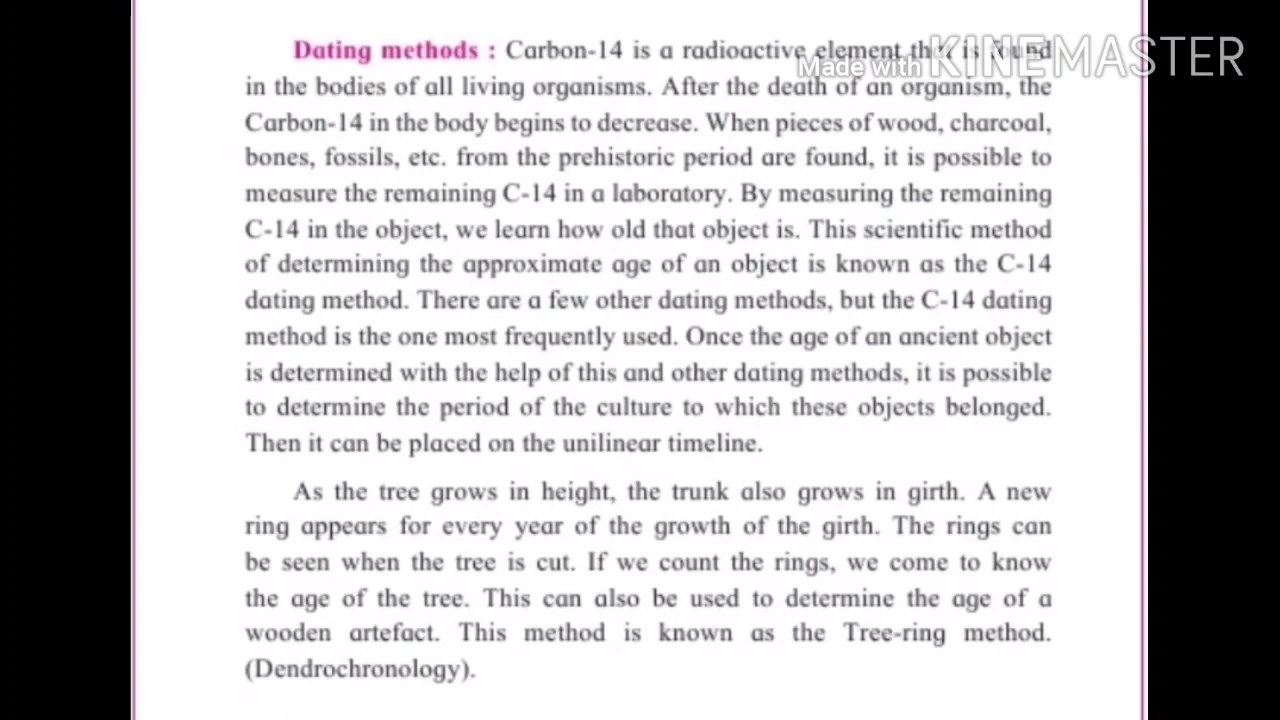 Dating methods : Carbon-14 is a radioactive element that is found
Made with KINEMASTER
in the bodies of all living organisms. After the death of an organism, the
Carbon-14 in the body begins to decrease. When pieces of wood, charcoal,
bones, fossils, etc. from the prehistoric period are found, it is possible to
measure the remaining C-14 in a laboratory. By measuring the remaining
C-14 in the object, we learn how old that object is. This scientific method
of determining the approximate age of an object is known as the C-14
dating method. There are a few other dating methods, but the C-14 dating
method is the one most frequently used. Once the age of an ancient object
is determined with the help of this and other dating methods, it is possible
to determine the period of the culture to which these objects belonged.
Then it can be placed on the unilinear timeline.
As the tree grows in height, the trunk also grows in girth. A new
ring appears for every year of the growth of the girth. The rings can
be seen when the tree is cut. If we count the rings, we come to know
the age of the tree. This can also be used to determine the age of a
wooden artefact. This method is known as the Tree-ring method.
(Dendrochronology).